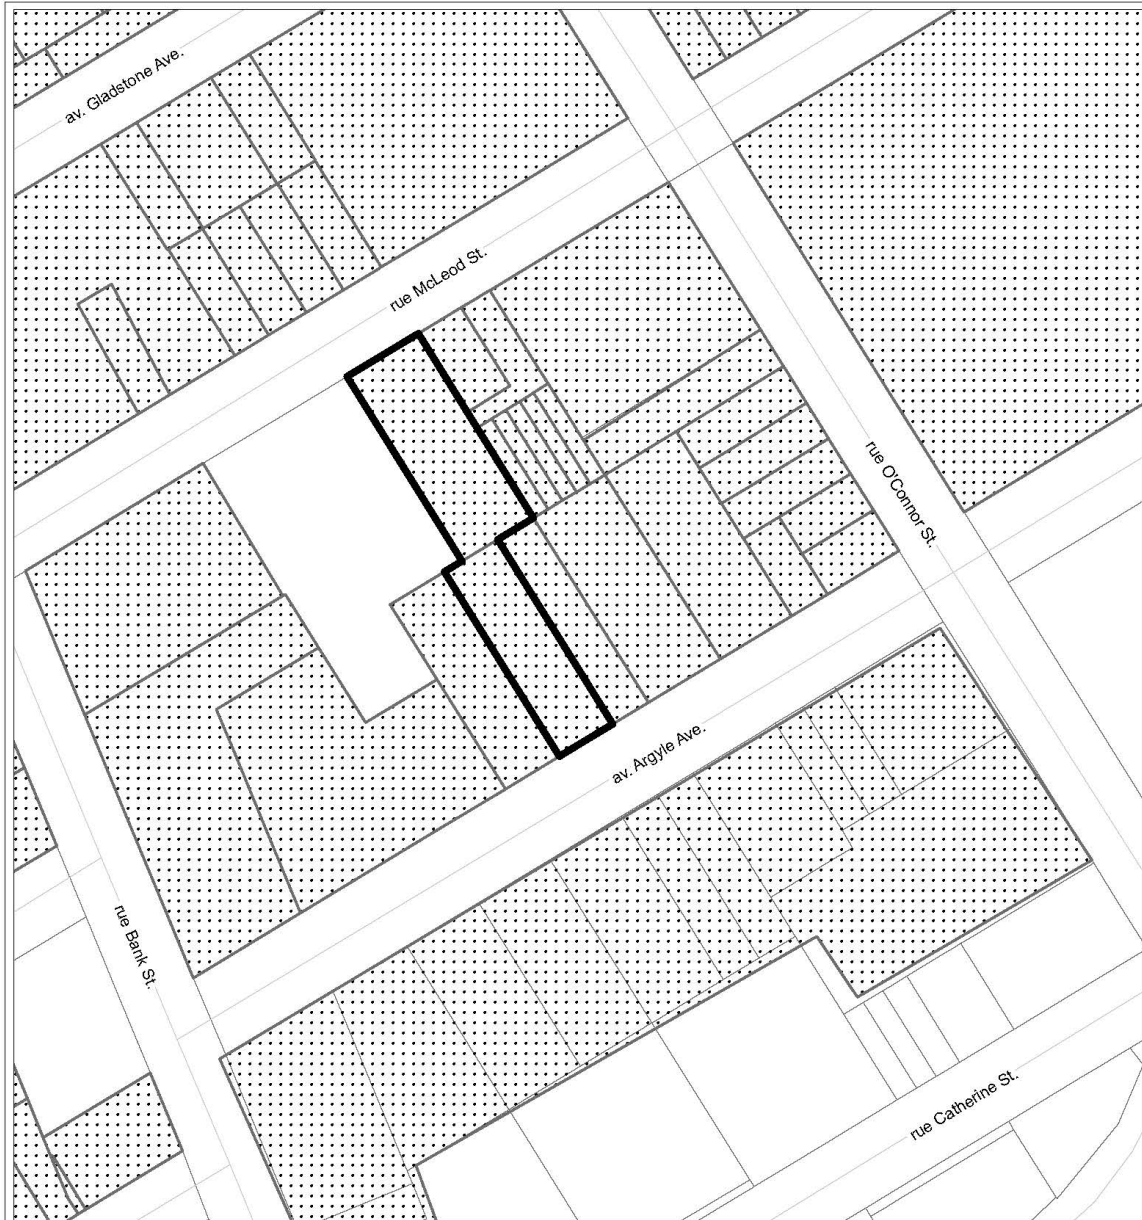 av. Gladstone Ave.
rue McLeod St.
rue O'Connor St.
av. Argyle Ave.
rue Bank St.
rue Catherine St.